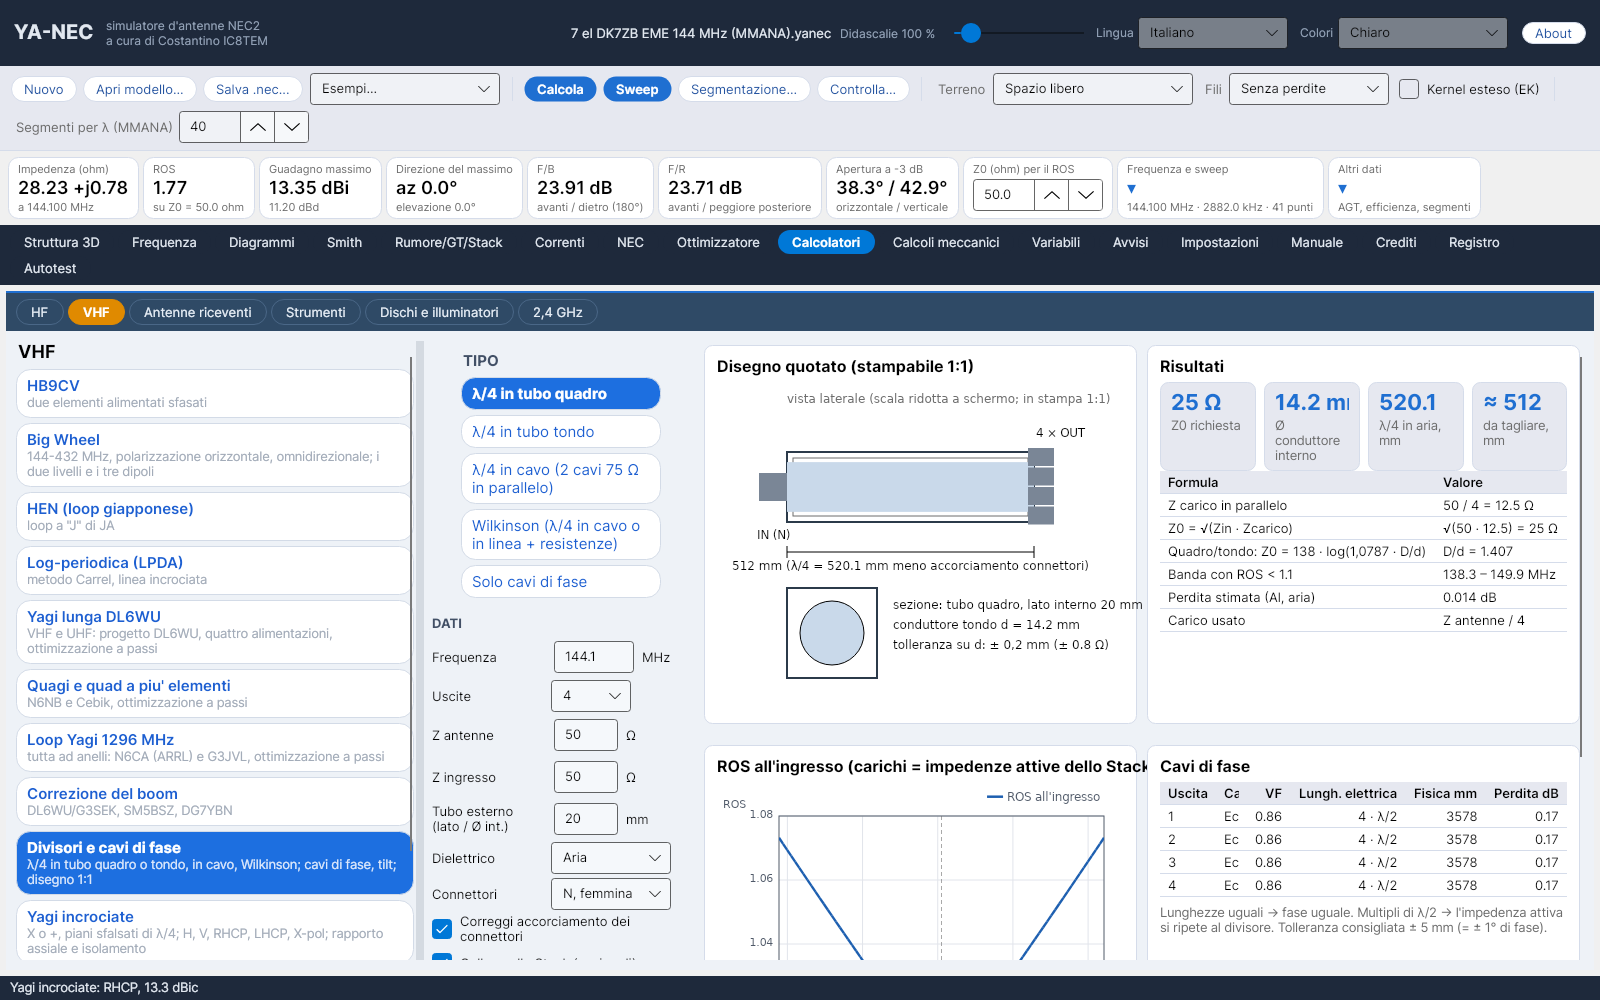 YA-NEC
simulatore d'antenne NEC2
a cura di Costantino IC8TEM
7 el DK7ZB EME 144 MHz (MMANA).yanec
Didascalie 100 %
Lingua
Italiano
Colori
Chiaro
About
Nuovo
Apri modello...
Salva .nec...
Esempi...
Calcola
Sweep
Segmentazione...
Controlla...
Terreno
Spazio libero
Fili
Senza perdite
Kernel esteso (EK)
Segmenti per λ (MMANA)
40
Impedenza (ohm)
28.23 +j0.78
a 144.100 MHz
ROS
1.77
su Z0 = 50.0 ohm
Guadagno massimo
13.35 dBi
11.20 dBd
Direzione del massimo
az 0.0°
elevazione 0.0°
F/B
23.91 dB
avanti / dietro (180°)
F/R
23.71 dB
avanti / peggiore posteriore
Apertura a -3 dB
38.3° / 42.9°
orizzontale / verticale
Z0 (ohm) per il ROS
50.0
Frequenza e sweep
▾
144.100 MHz · 2882.0 kHz · 41 punti
Altri dati
▾
AGT, efficienza, segmenti
Struttura 3D
Frequenza
Diagrammi
Smith
Rumore/GT/Stack
Correnti
NEC
Ottimizzatore
Calcolatori
Calcoli meccanici
Variabili
Avvisi
Impostazioni
Manuale
Crediti
Registro
Autotest
HF
VHF
Antenne riceventi
Strumenti
Dischi e illuminatori
2,4 GHz
VHF
HB9CV
due elementi alimentati sfasati
Big Wheel
144-432 MHz, polarizzazione orizzontale, omnidirezionale; i
due livelli e i tre dipoli
HEN (loop giapponese)
loop a "J" di JA
Log-periodica (LPDA)
metodo Carrel, linea incrociata
Yagi lunga DL6WU
VHF e UHF: progetto DL6WU, quattro alimentazioni,
ottimizzazione a passi
Quagi e quad a piu' elementi
N6NB e Cebik, ottimizzazione a passi
Loop Yagi 1296 MHz
tutta ad anelli: N6CA (ARRL) e G3JVL, ottimizzazione a passi
Correzione del boom
DL6WU/G3SEK, SM5BSZ, DG7YBN
Divisori e cavi di fase
λ/4 in tubo quadro o tondo, in cavo, Wilkinson; cavi di fase, tilt;
disegno 1:1
Yagi incrociate
X o +, piani sfalsati di λ/4; H, V, RHCP, LHCP, X-pol; rapporto
assiale e isolamento
TIPO
λ/4 in tubo quadro
λ/4 in tubo tondo
λ/4 in cavo (2 cavi 75 Ω
in parallelo)
Wilkinson (λ/4 in cavo o
in linea + resistenze)
Solo cavi di fase
DATI
Frequenza
144.1
MHz
Uscite
4
Z antenne
50
Ω
Z ingresso
50
Ω
Tubo esterno
(lato / Ø int.)
20
mm
Dielettrico
Aria
Connettori
N, femmina
Correggi accorciamento dei
connettori
Disegno quotato (stampabile 1:1)
vista laterale (scala ridotta a schermo; in stampa 1:1)
4 × OUT
IN (N)
512 mm (λ/4 = 520.1 mm meno accorciamento connettori)
sezione: tubo quadro, lato interno 20 mm
conduttore tondo d = 14.2 mm
tolleranza su d: ± 0,2 mm (± 0.8 Ω)
Risultati
25 Ω
Z0 richiesta
14.2 m
Ø
conduttore
interno
520.1
λ/4 in aria,
mm
≈ 512
da tagliare,
mm
Formula
Valore
Z carico in parallelo
50 / 4 = 12.5 Ω
Z0 = √(Zin · Zcarico)
√(50 · 12.5) = 25 Ω
Quadro/tondo: Z0 = 138 · log(1,0787 · D/d)
D/d = 1.407
Banda con ROS < 1.1
138.3 – 149.9 MHz
Perdita stimata (Al, aria)
0.014 dB
Carico usato
Z antenne / 4
ROS all'ingresso (carichi = impedenze attive dello Stack
ROS all'ingresso
ROS
1.08
1.06
1.04
Cavi di fase
Uscita
Ca
VF
Lungh. elettrica
Fisica mm
Perdita dB
1
Ec
0.86
4 · λ/2
3578
0.17
2
Ec
0.86
4 · λ/2
3578
0.17
3
Ec
0.86
4 · λ/2
3578
0.17
4
Ec
0.86
4 · λ/2
3578
0.17
Lunghezze uguali → fase uguale. Multipli di λ/2 → l'impedenza attiva
si ripete al divisore. Tolleranza consigliata ± 5 mm (= ± 1° di fase).
Yagi incrociate: RHCP, 13.3 dBic